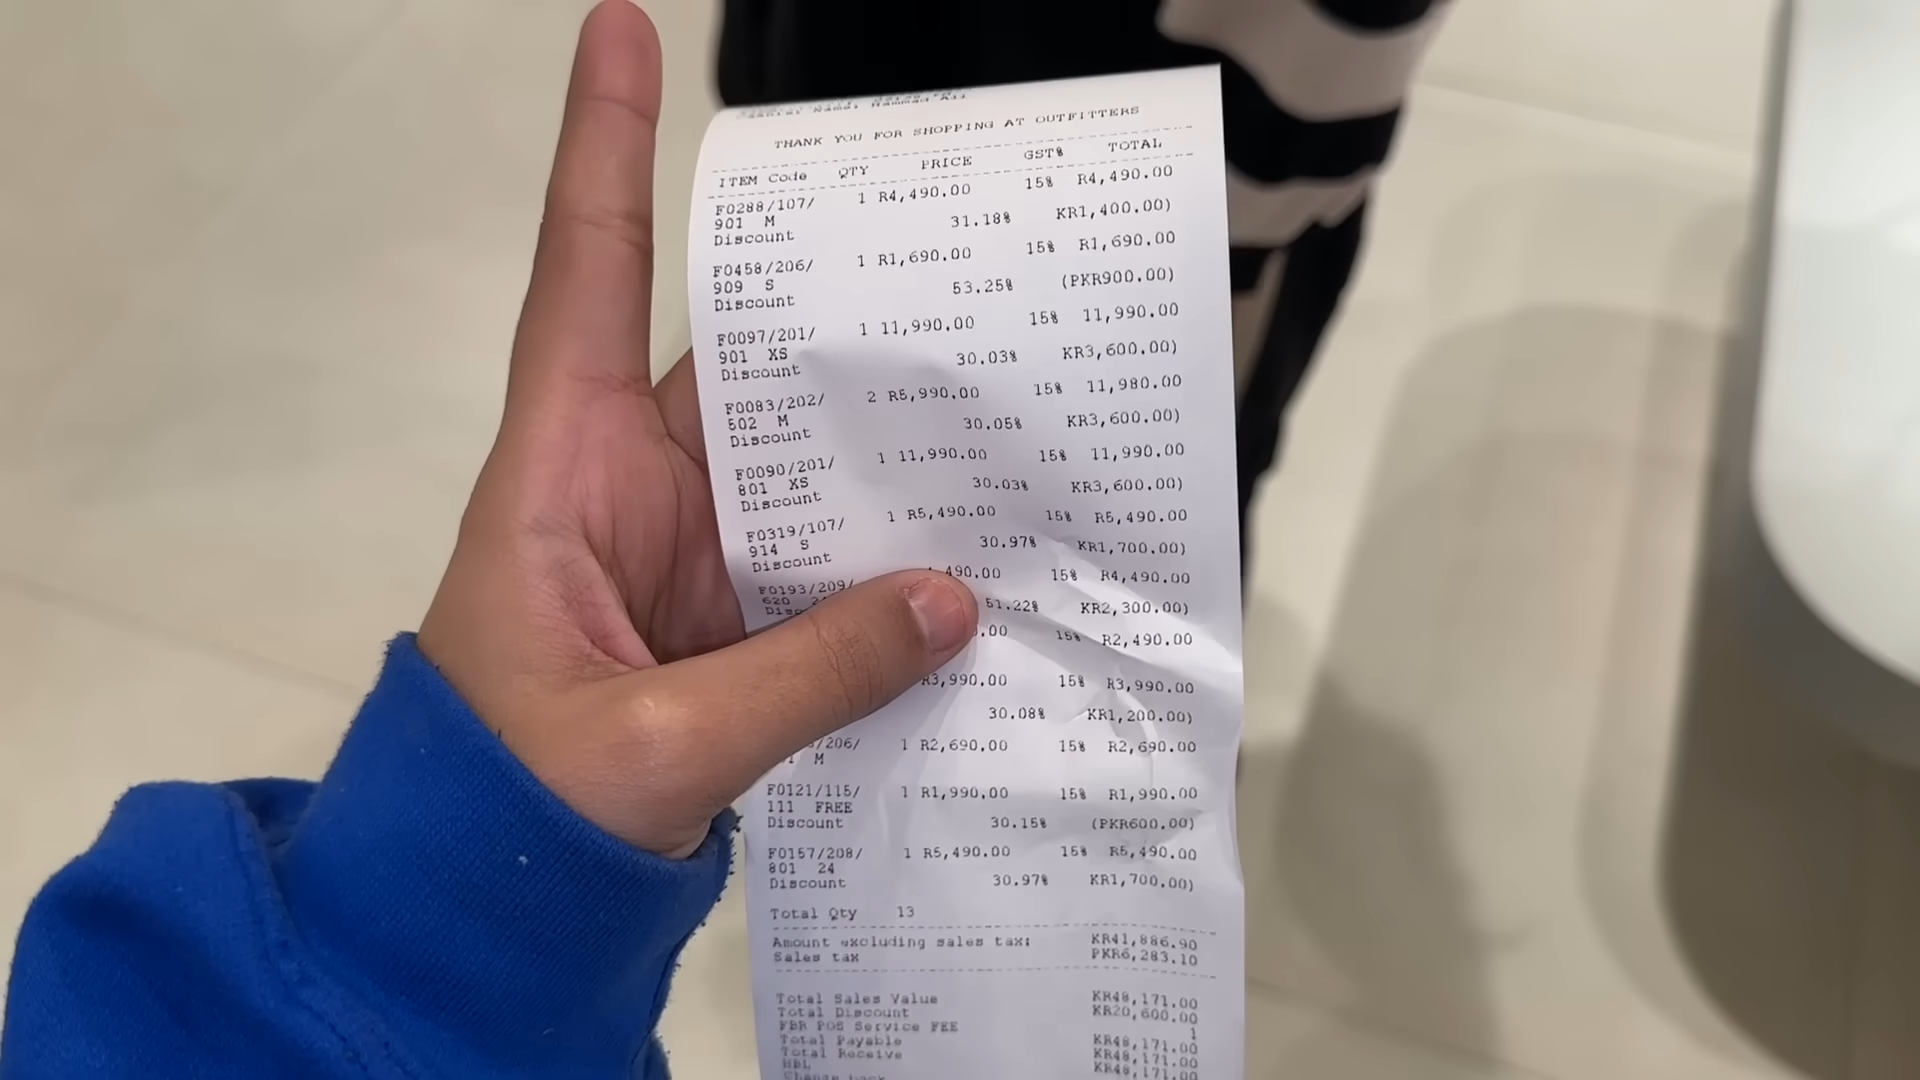 THANK YOU FOR SHOPPING AT OUTFITTERS
ITEM Code QTY PRICE GST% TOTAL
F0288/107/ 1 R4,490.00 15% R4,490.00
901 M
Discount 31.18% KR1,400.00)
F0458/206/ 1 R1,690.00 15% R1,690.00
909 S
Discount 53.25% (PKR900.00)
F0097/201/ 1 11,990.00 15% 11,990.00
901 XS
Discount 30.03% KR3,600.00)
F0083/202/ 2 R5,990.00 15% 11,980.00
502 M
Discount 30.05% KR3,600.00)
F0090/201/ 1 11,990.00 15% 11,990.00
801 XS
Discount 30.03% KR3,600.00)
F0319/107/ 1 R5,490.00 15% R5,490.00
914 S
Discount 30.97% KR1,700.00)
F0193/209/ 490.00 15% R4,490.00
620
51.22% KR2,300.00)
15% R2,490.00
R3,990.00 15% R3,990.00
30.08% KR1,200.00)
/206/ 1 R2,690.00 15% R2,690.00
M
F0121/115/ 1 R1,990.00 15% R1,990.00
111 FREE
Discount 30.15% (PKR600.00)
F0157/208/ 1 R5,490.00 15% R5,490.00
801 24
Discount 30.97% KR1,700.00)
Total Qty 13
Amount excluding sales tax: KR41,886.90
Sales tax PKR6,283.10
Total Sales Value KR48,171.00
Total Discount KR20,600.00
FBR POS Service FEE 1
Total Payable KR48,171.00
Total Receive KR48,171.00
HBL KR48,171.00